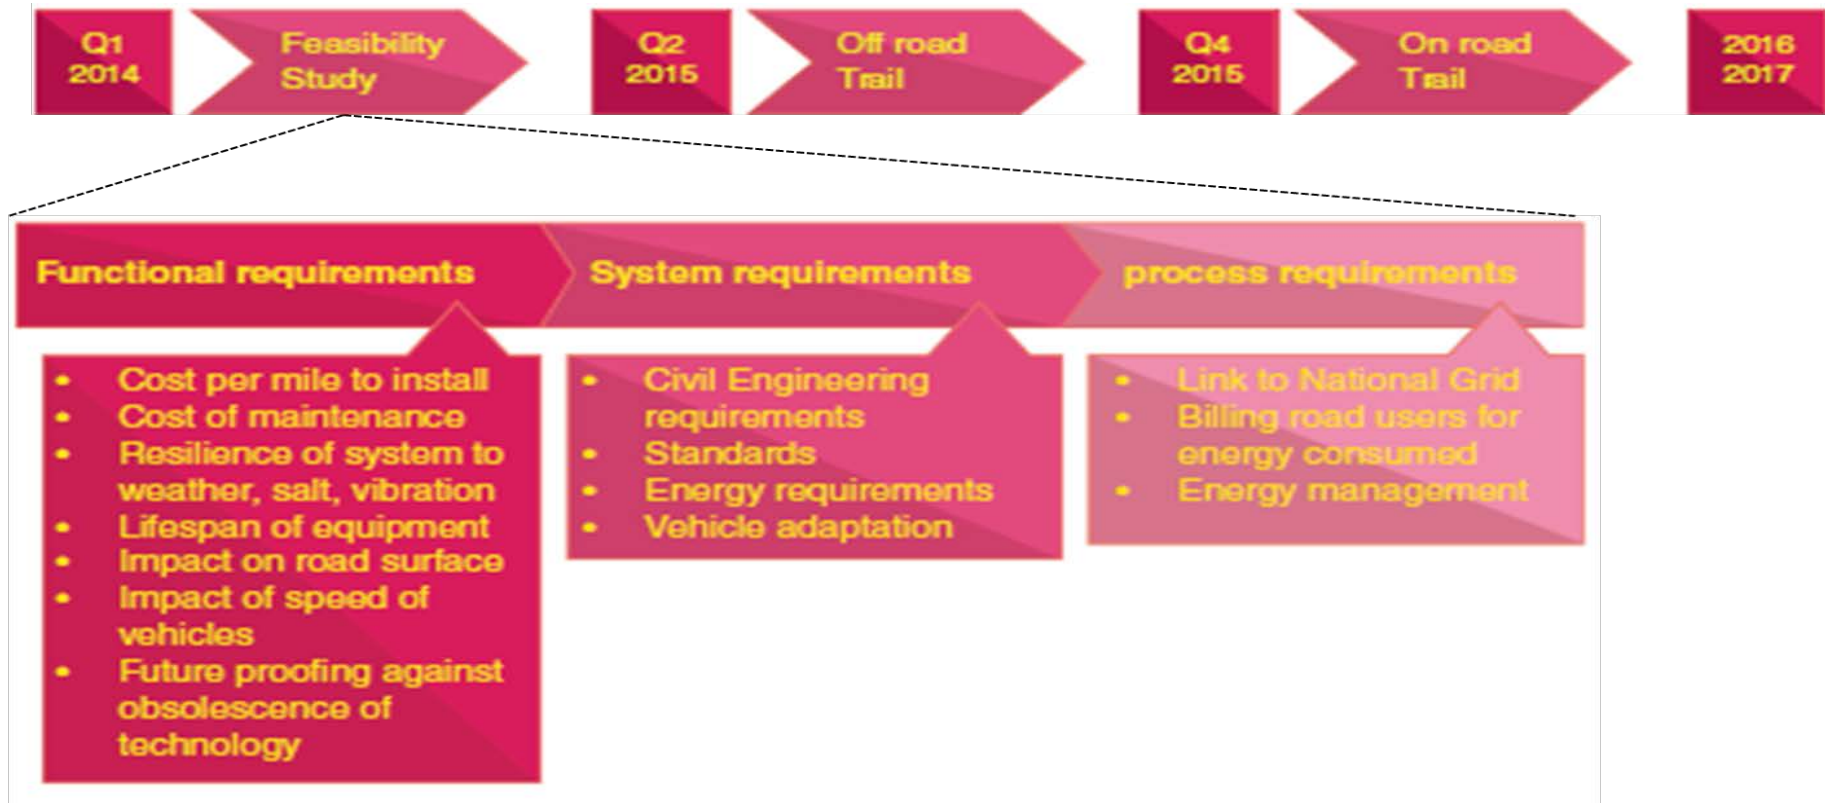 Q1
2014
Feasibility
Study
Q2
2015
Off road
Trail
Q4
2015
On road
Trail
2016
2017
Functional requirements
System requirements
process requirements
• Cost per mile to install
• Cost of maintenance
• Resilience of system to
weather, salt, vibration
• Lifespan of equipment
• Impact on road surface
• Impact of speed of
vehicles
• Future proofing against
obsolescence of
technology
• Civil Engineering
requirements
• Standards
• Energy requirements
• Vehicle adaptation
• Link to National Grid
• Billing road users for
energy consumed
• Energy management